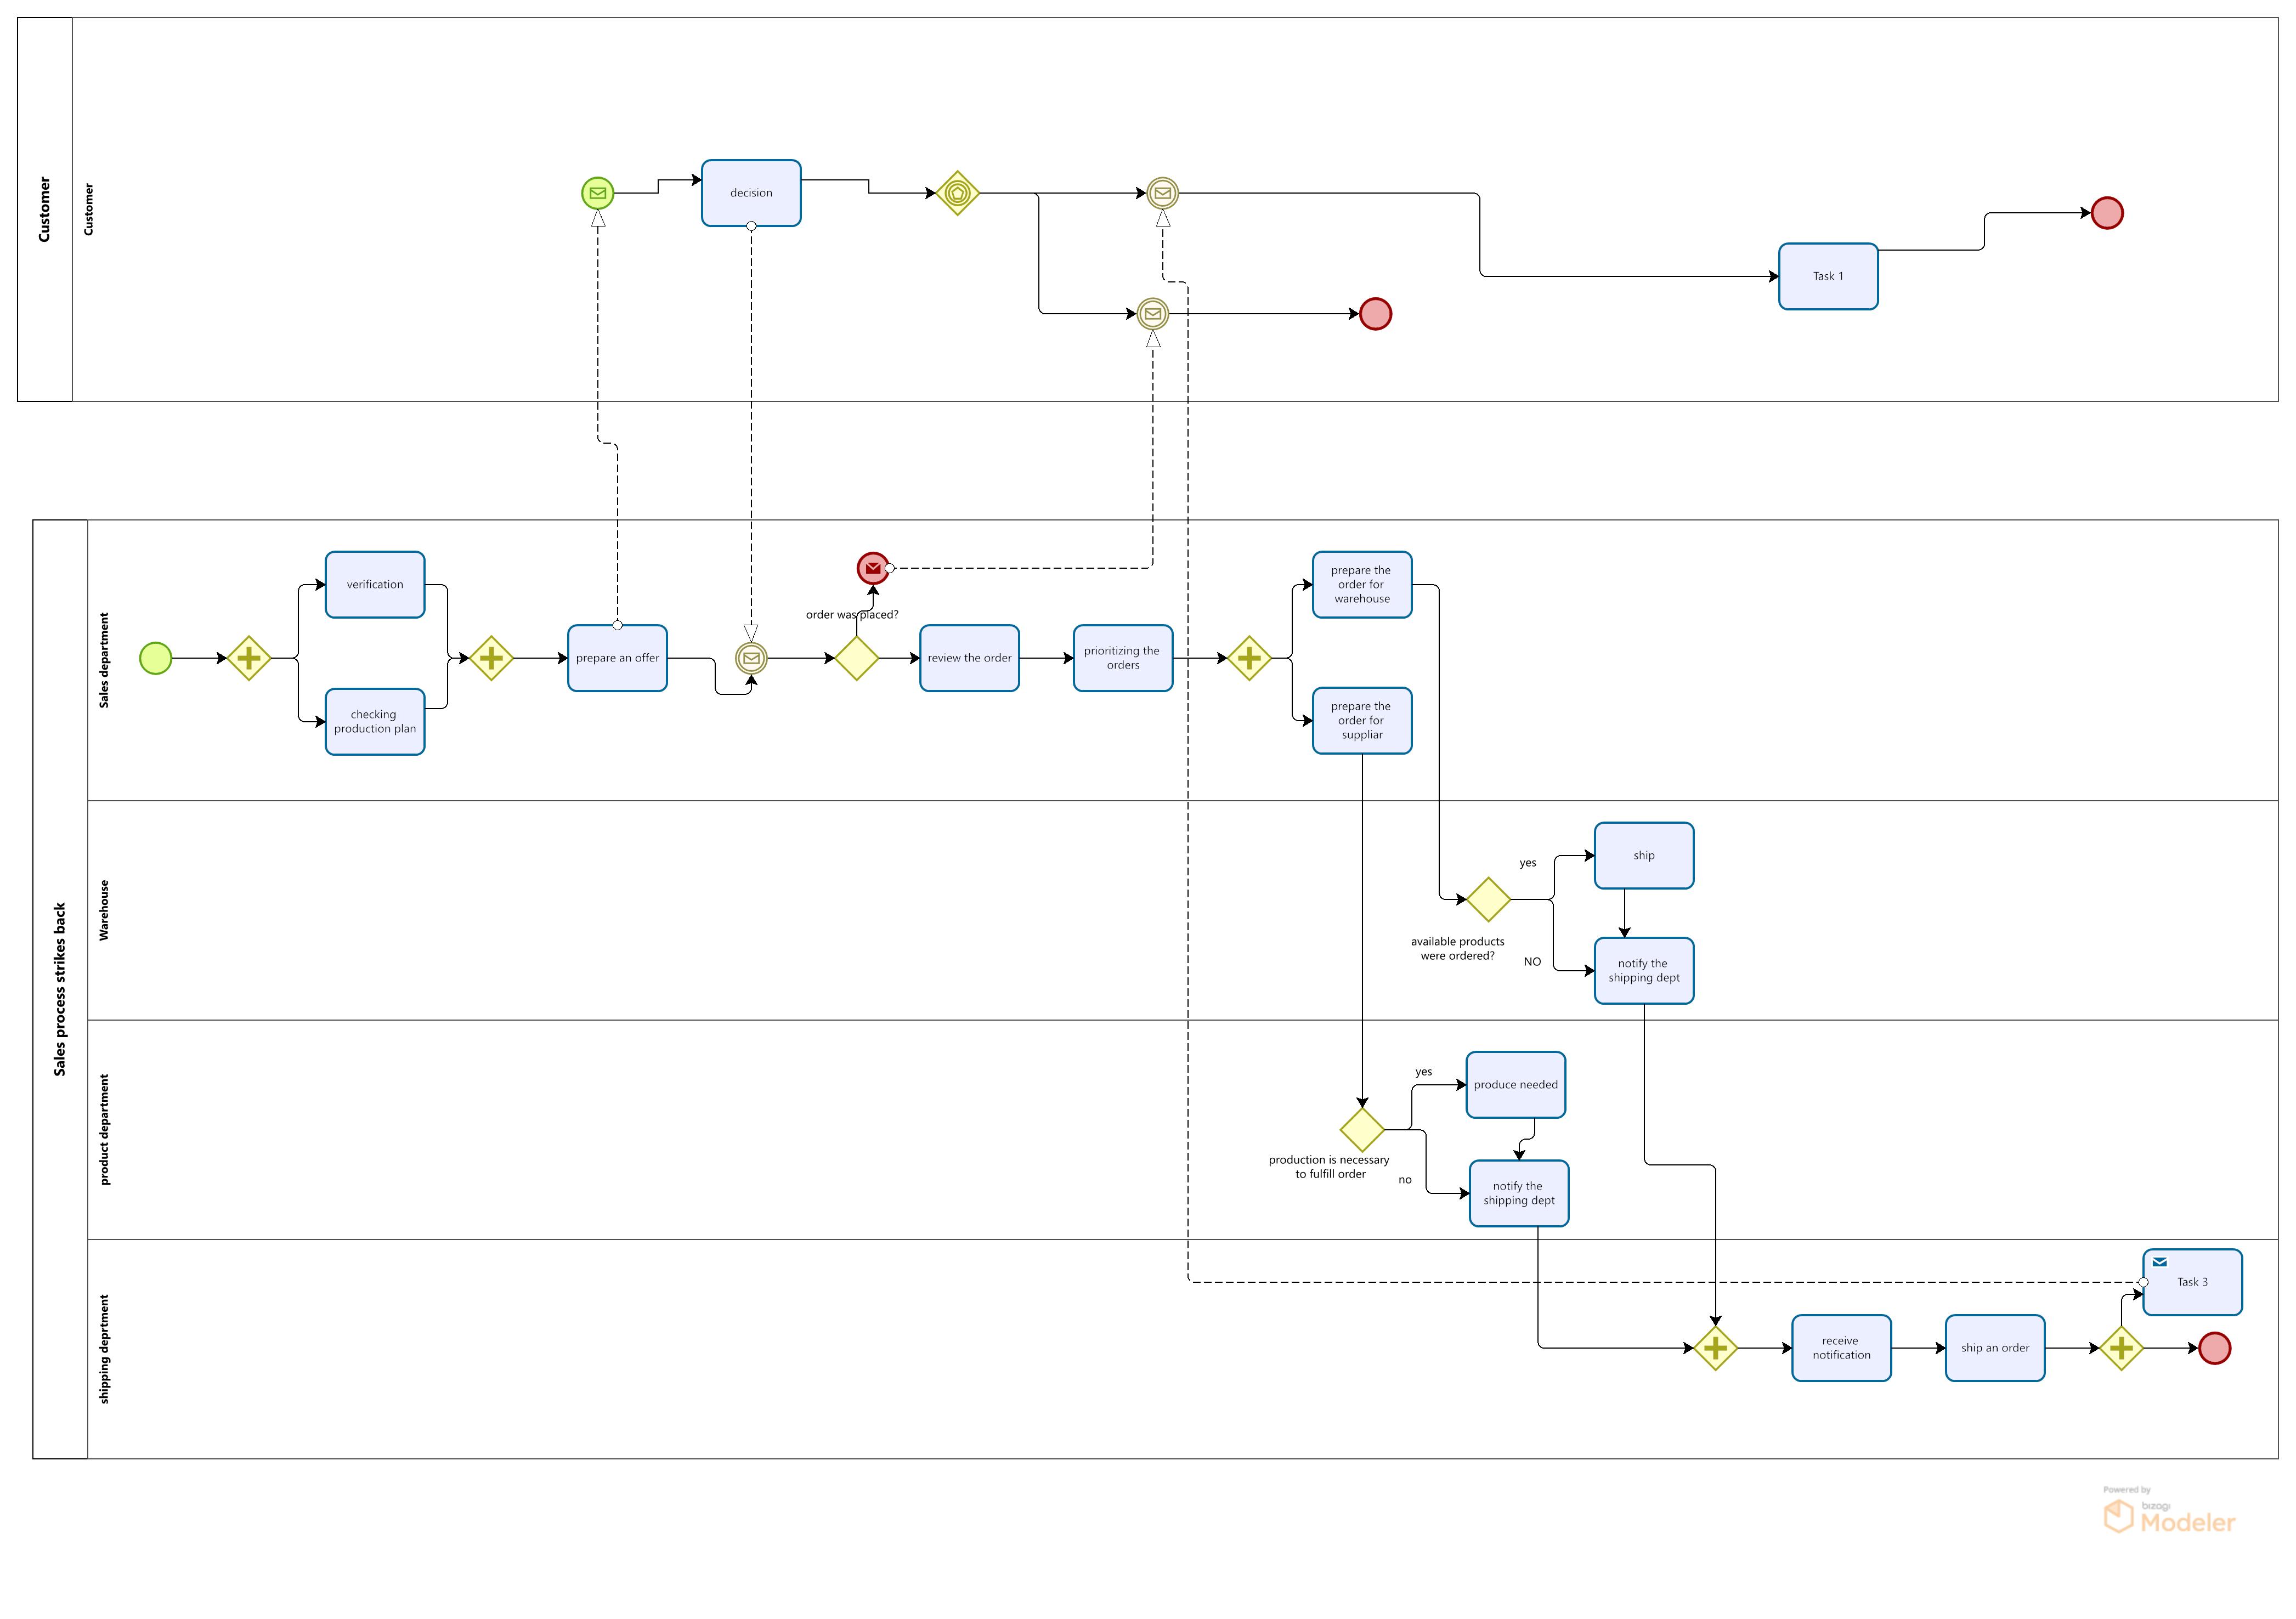 Customer
Customer
decision
Task 1
Sales process strikes back
Sales department
verification
checking
production plan
prepare an offer
order was placed?
review the order
prioritizing the
orders
prepare the
order for
warehouse
prepare the
order for
suppliar
Warehouse
available products
were ordered?
yes
NO
ship
notify the
shipping dept
product department
production is necessary
to fulfill order
yes
no
produce needed
notify the
shipping dept
shipping deprtment
receive
notification
ship an order
Task 3
Powered by
bizagi
Modeler